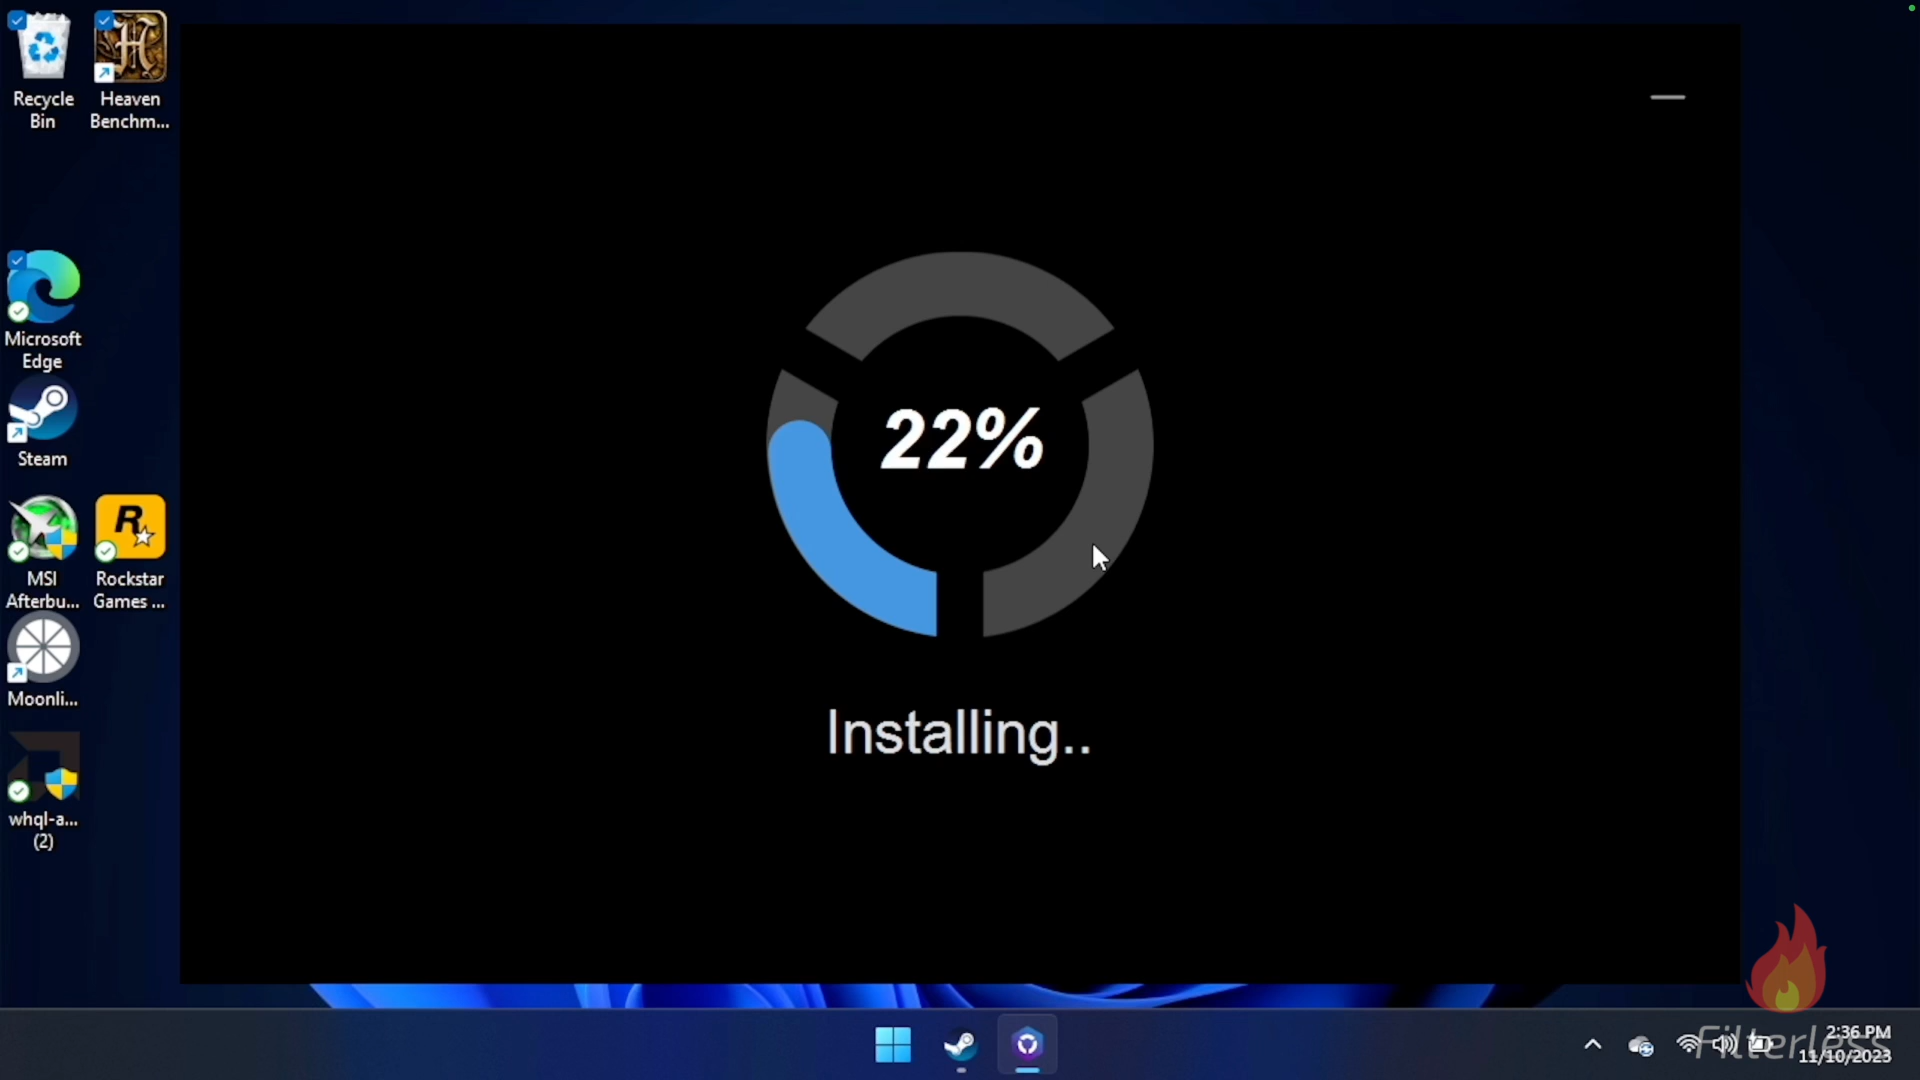 Recycle
Bin
Heaven
Benchm...
Microsoft
Edge
Steam
MSI
Afterbu...
R
Rockstar
Games ...
Moonli...
whql-a...
(2)
22%
Installing..
Filterless
2:36 PM
11/10/2023